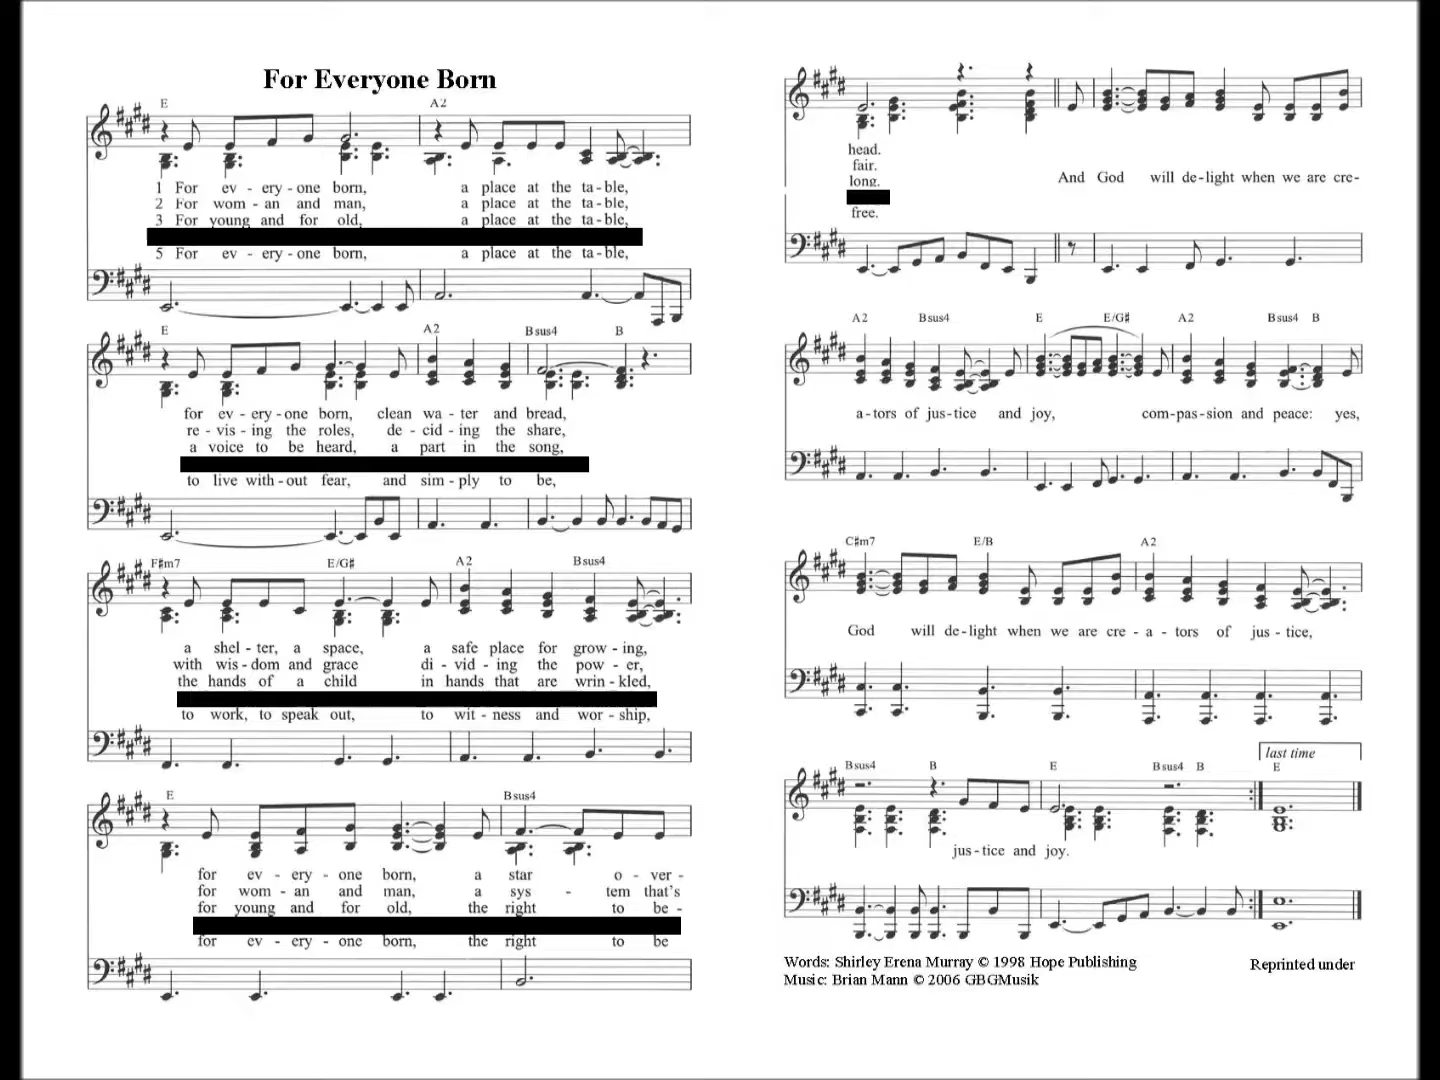 For Everyone Born
E A2
1 For ev - ery - one born, a place at the ta - ble,
2 For wom - an and man, a place at the ta - ble,
3 For young and for old, a place at the ta - ble,
5 For ev - ery - one born, a place at the ta - ble,
E A2 Bsus4 B
for ev - ery - one born, clean wa - ter and bread,
re - vis - ing the roles, de - cid - ing the share,
a voice to be heard, a part in the song,
to live with - out fear, and sim - ply to be,
F#m7 E/G# A2 Bsus4
a shel - ter, a space, a safe place for grow - ing,
with wis - dom and grace di - vid - ing the pow - er,
the hands of a child in hands that are wrin - kled,
to work, to speak out, to wit - ness and wor - ship,
E Bsus4
for ev - ery - one born, a star o - ver -
for wom - an and man, a sys - tem that's
for young and for old, the right to be -
for ev - ery - one born, the right to be
head.
fair.
long.
free.
And God will de - light when we are cre -
A2 Bsus4 E E/G# A2 Bsus4 B
a - tors of jus - tice and joy, com - pas - sion and peace: yes,
C#m7 E/B A2
God will de - light when we are cre - a - tors of jus - tice,
last time
Bsus4 B E Bsus4 B E
jus - tice and joy.
Words: Shirley Erena Murray © 1998 Hope Publishing
Music: Brian Mann © 2006 GBGMusik
Reprinted under